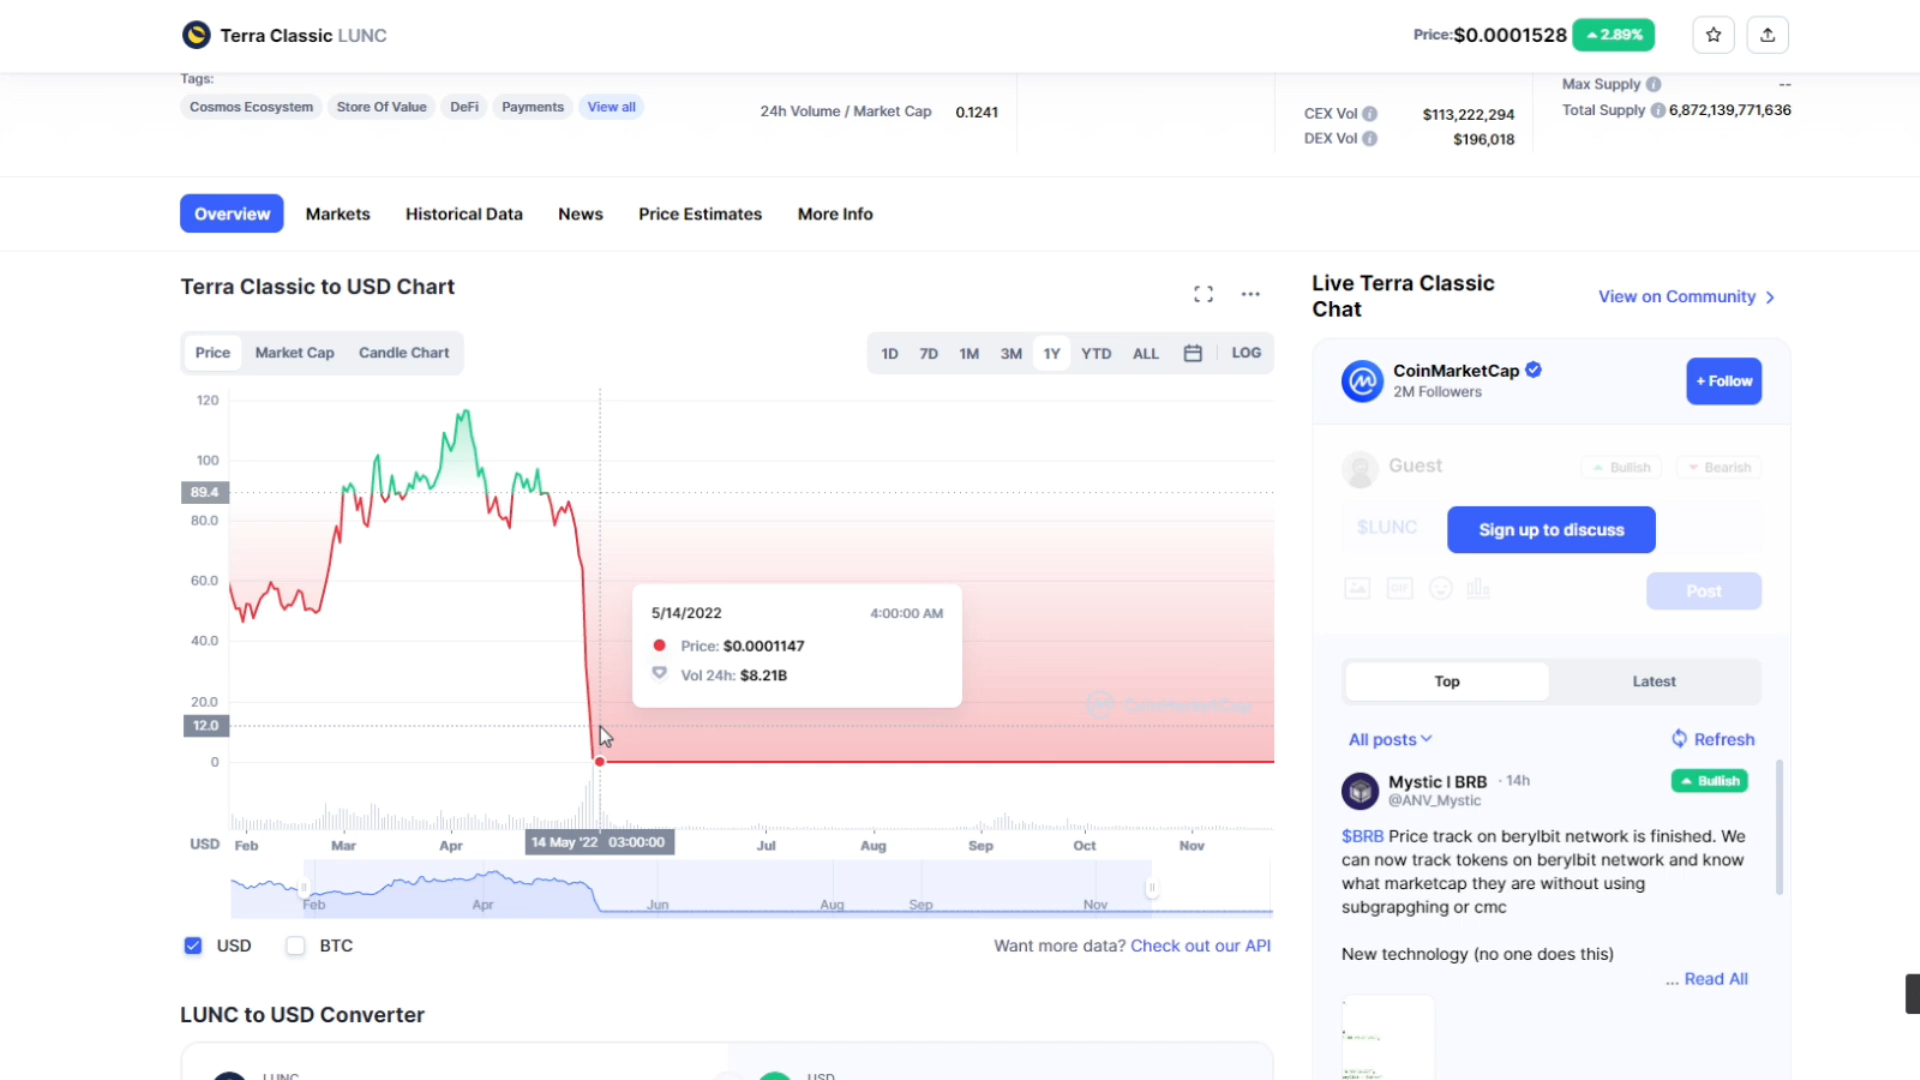 Terra Classic LUNC
Price:$0.0001528 2.89%
Tags:
Cosmos Ecosystem Store Of Value DeFi Payments View all
24h Volume / Market Cap 0.1241
CEX Vol $113,222,294
DEX Vol $196,018
Max Supply --
Total Supply 6,872,139,771,636
Overview Markets Historical Data News Price Estimates More Info
Terra Classic to USD Chart
Price Market Cap Candle Chart
1D 7D 1M 3M 1Y YTD ALL LOG
120
100
89.4
80.0
60.0
40.0
20.0
12.0
0
5/14/2022 4:00:00 AM
Price: $0.0001147
Vol 24h: $8.21B
CoinMarketCap
USD Feb Mar Apr 14 May '22 03:00:00 Jul Aug Sep Oct Nov
Feb Apr Jun Aug Sep Nov
USD BTC
Want more data? Check out our API
LUNC to USD Converter
LUNC USD
Live Terra Classic
Chat
View on Community
CoinMarketCap
2M Followers
+ Follow
Guest
Bullish Bearish
$LUNC
Sign up to discuss
GIF
Post
Top Latest
All posts Refresh
Mystic | BRB · 14h
@ANV_Mystic
Bullish
$BRB Price track on berylbit network is finished. We
can now track tokens on berylbit network and know
what marketcap they are without using
subgrapghing or cmc
New technology (no one does this)
... Read All